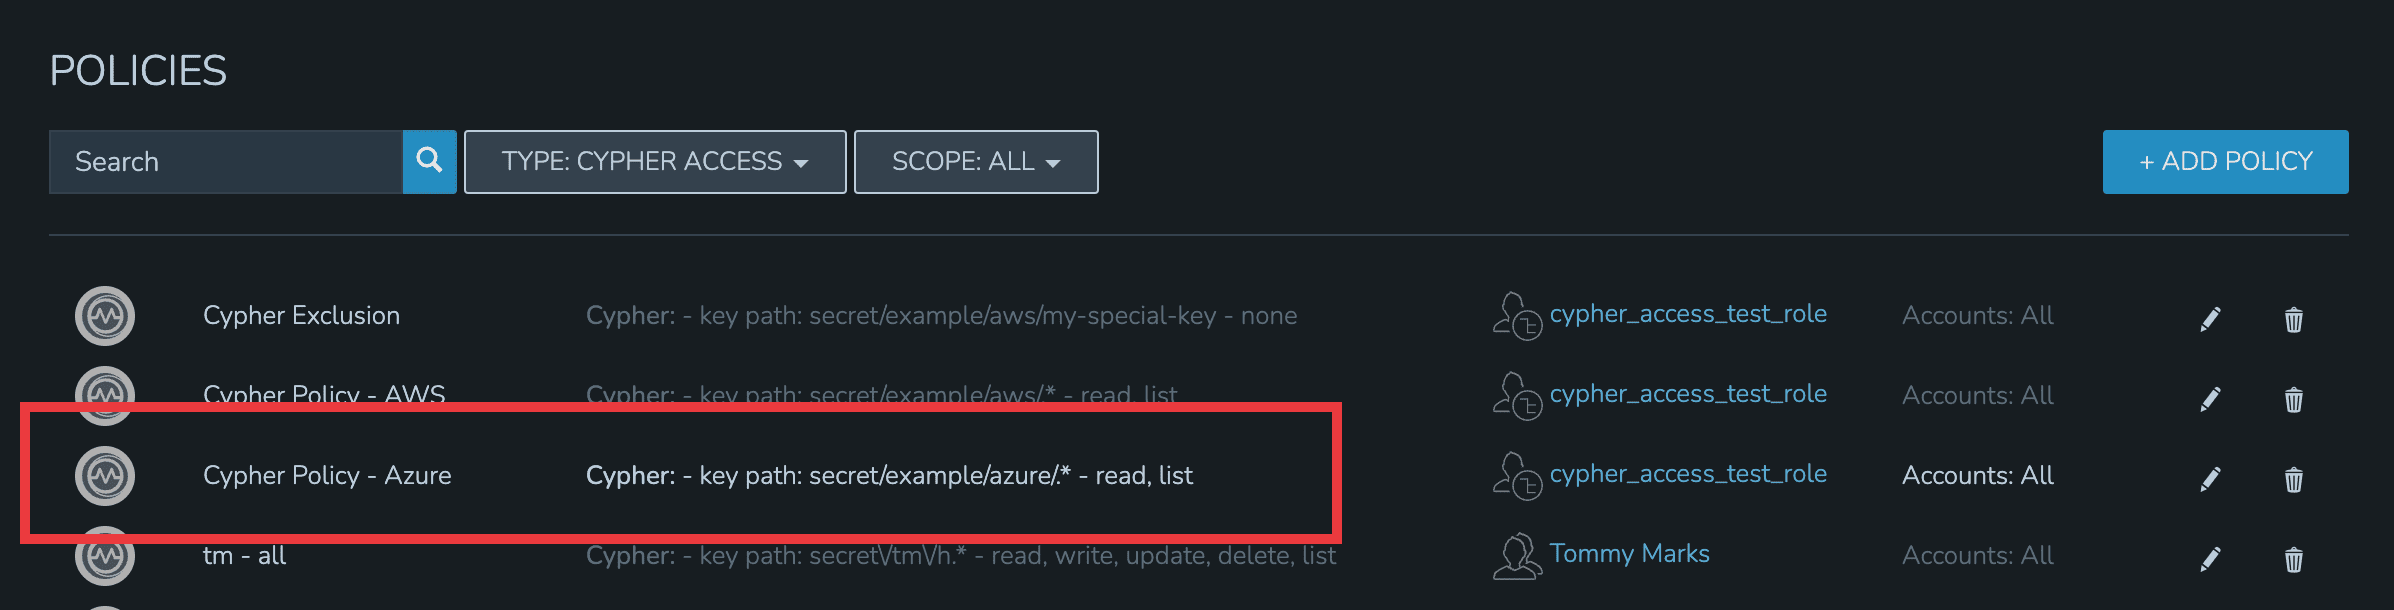 POLICIES
Search TYPE: CYPHER ACCESS SCOPE: ALL + ADD POLICY
Cypher Exclusion Cypher: - key path: secret/example/aws/my-special-key - none cypher_access_test_role Accounts: All
Cypher Policy - AWS Cypher: - key path: secret/example/aws/.* - read, list cypher_access_test_role Accounts: All
Cypher Policy - Azure Cypher: - key path: secret/example/azure/.* - read, list cypher_access_test_role Accounts: All
tm - all Cypher: - key path: secret\/tm\/h.* - read, write, update, delete, list Tommy Marks Accounts: All